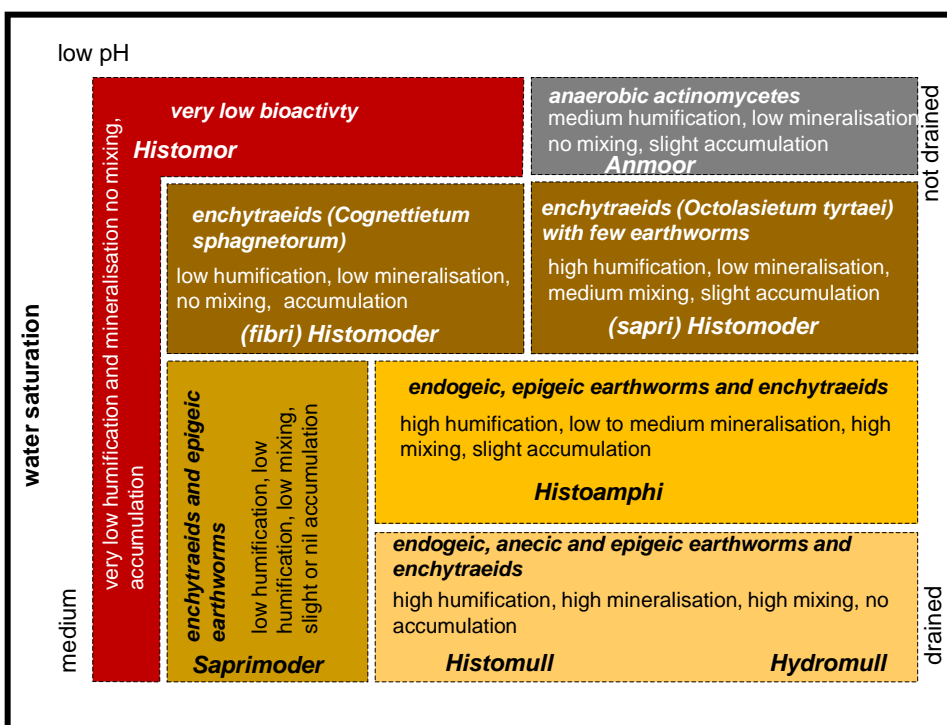 low pH
very low bioactivty
Histomor
very low humification and mineralisation no mixing,
accumulation
anaerobic actinomycetes
medium humification, low mineralisation
no mixing, slight accumulation
Anmoor
not drained
enchytraeids (Cognettietum
sphagnetorum)
low humification, low mineralisation,
no mixing, accumulation
(fibri) Histomoder
enchytraeids (Octolasietum tyrtaei)
with few earthworms
high humification, low mineralisation,
medium mixing, slight accumulation
(sapri) Histomoder
water saturation
enchytraeids and epigeic
earthworms
low humification, low
humification, low mixing,
slight or nil accumulation
Saprimoder
endogeic, epigeic earthworms and enchytraeids
high humification, low to medium mineralisation, high
mixing, slight accumulation
Histoamphi
endogeic, anecic and epigeic earthworms and
enchytraeids
high humification, high mineralisation, high mixing, no
accumulation
Histomull Hydromull
medium
drained